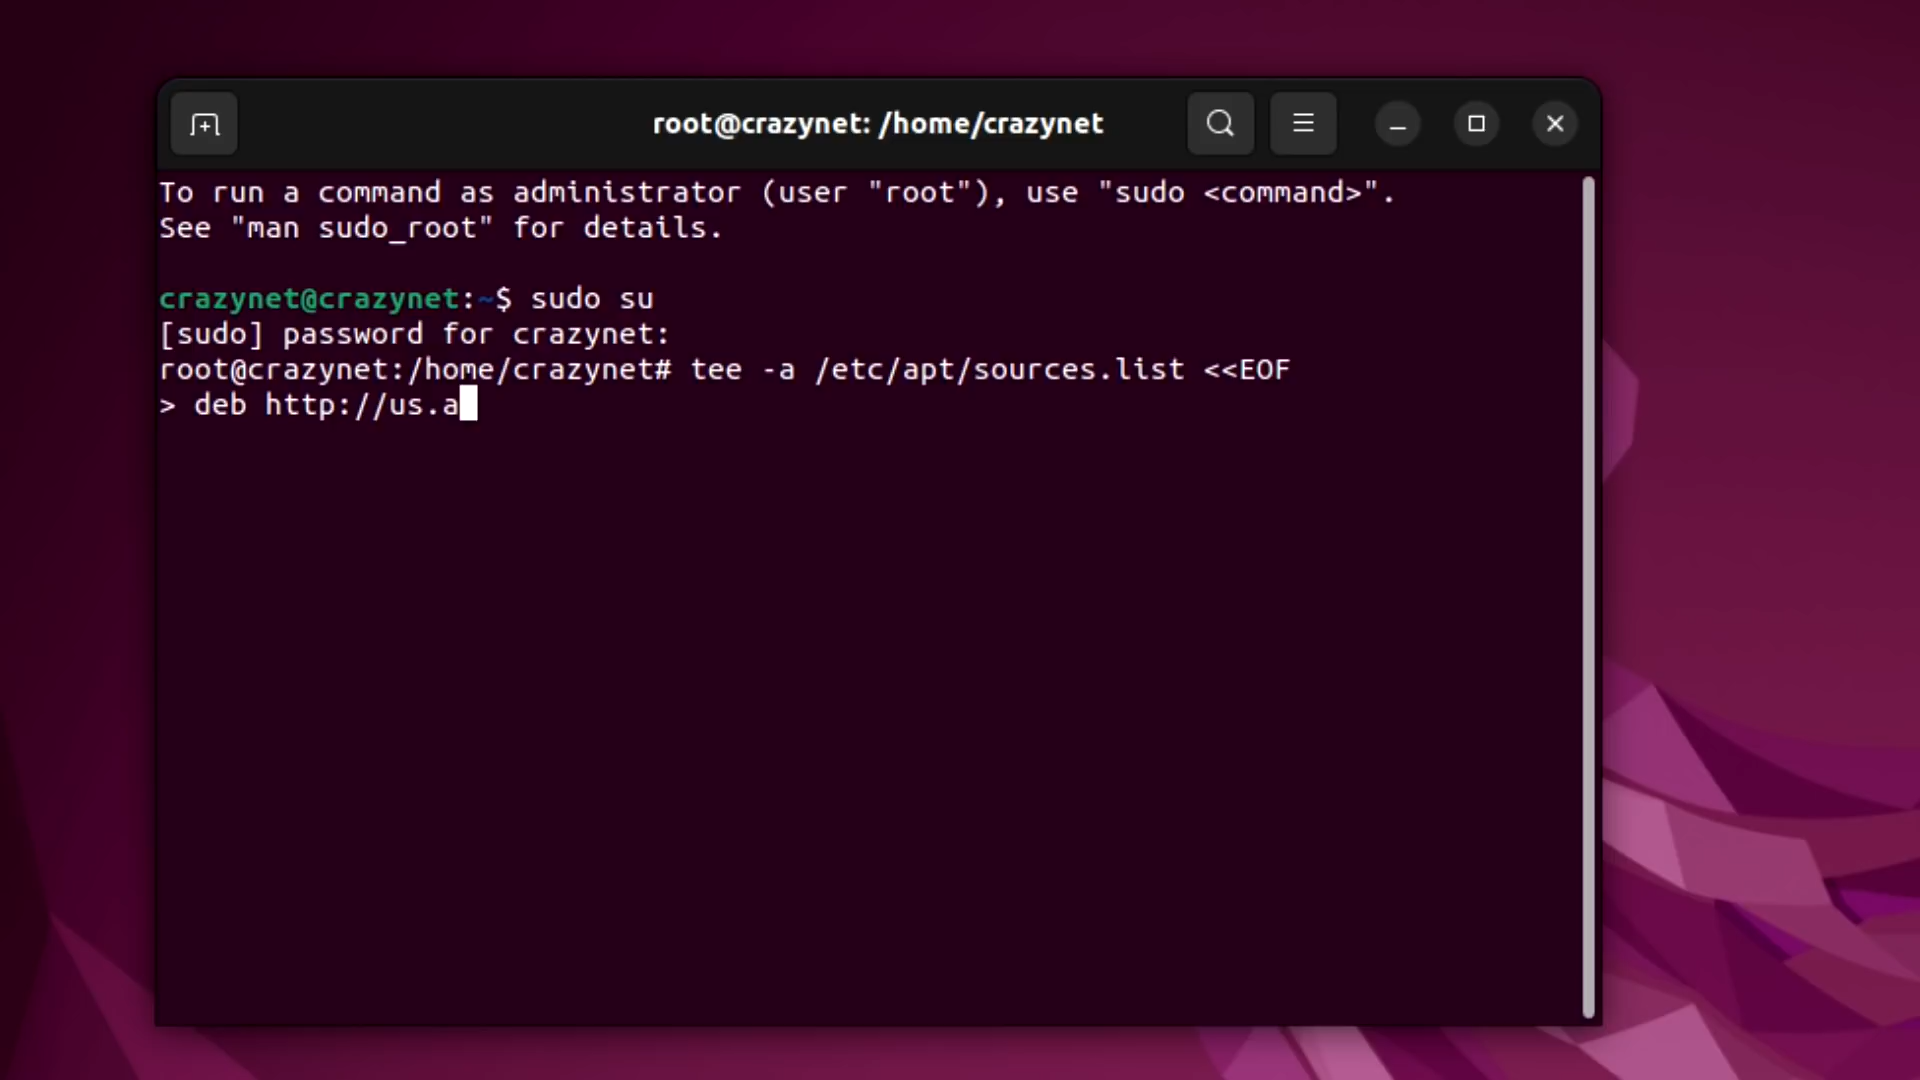 root@crazynet: /home/crazynet
To run a command as administrator (user "root"), use "sudo <command>".
See "man sudo_root" for details.
crazynet@crazynet:~$ sudo su
[sudo] password for crazynet:
root@crazynet:/home/crazynet# tee -a /etc/apt/sources.list <<EOF
> deb http://us.a